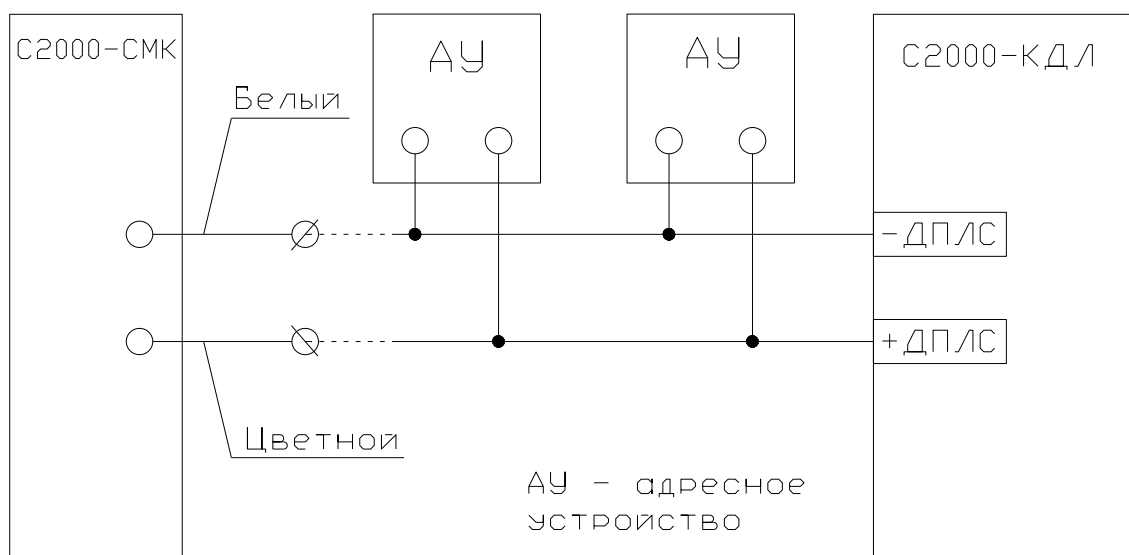 С2000-СМК
АУ
АУ
С2000-КДЛ
Белый
-ДПЛС
+ДПЛС
Цветной
АУ - адресное
устройство